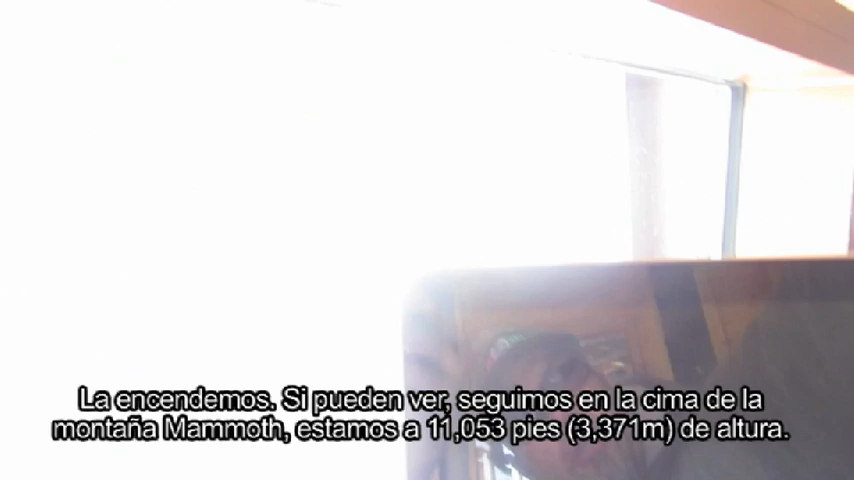 La encendemos. Si pueden ver, seguimos en la cima de la
montaña Mammoth, estamos a 11,053 pies (3,371m) de altura.